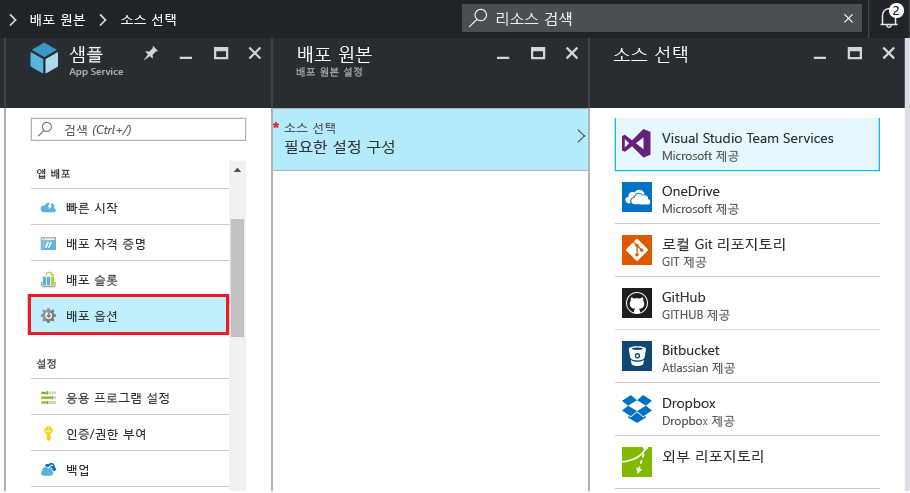 배포 원본 > 소스 선택
리소스 검색
2
샘플
App Service
검색 (Ctrl+/)
앱 배포
빠른 시작
배포 자격 증명
배포 슬롯
배포 옵션
설정
응용 프로그램 설정
인증/권한 부여
백업
배포 원본
배포 원본 설정
* 소스 선택
필요한 설정 구성
소스 선택
Visual Studio Team Services
Microsoft 제공
OneDrive
Microsoft 제공
로컬 Git 리포지토리
GIT 제공
GitHub
GITHUB 제공
Bitbucket
Atlassian 제공
Dropbox
Dropbox 제공
외부 리포지토리